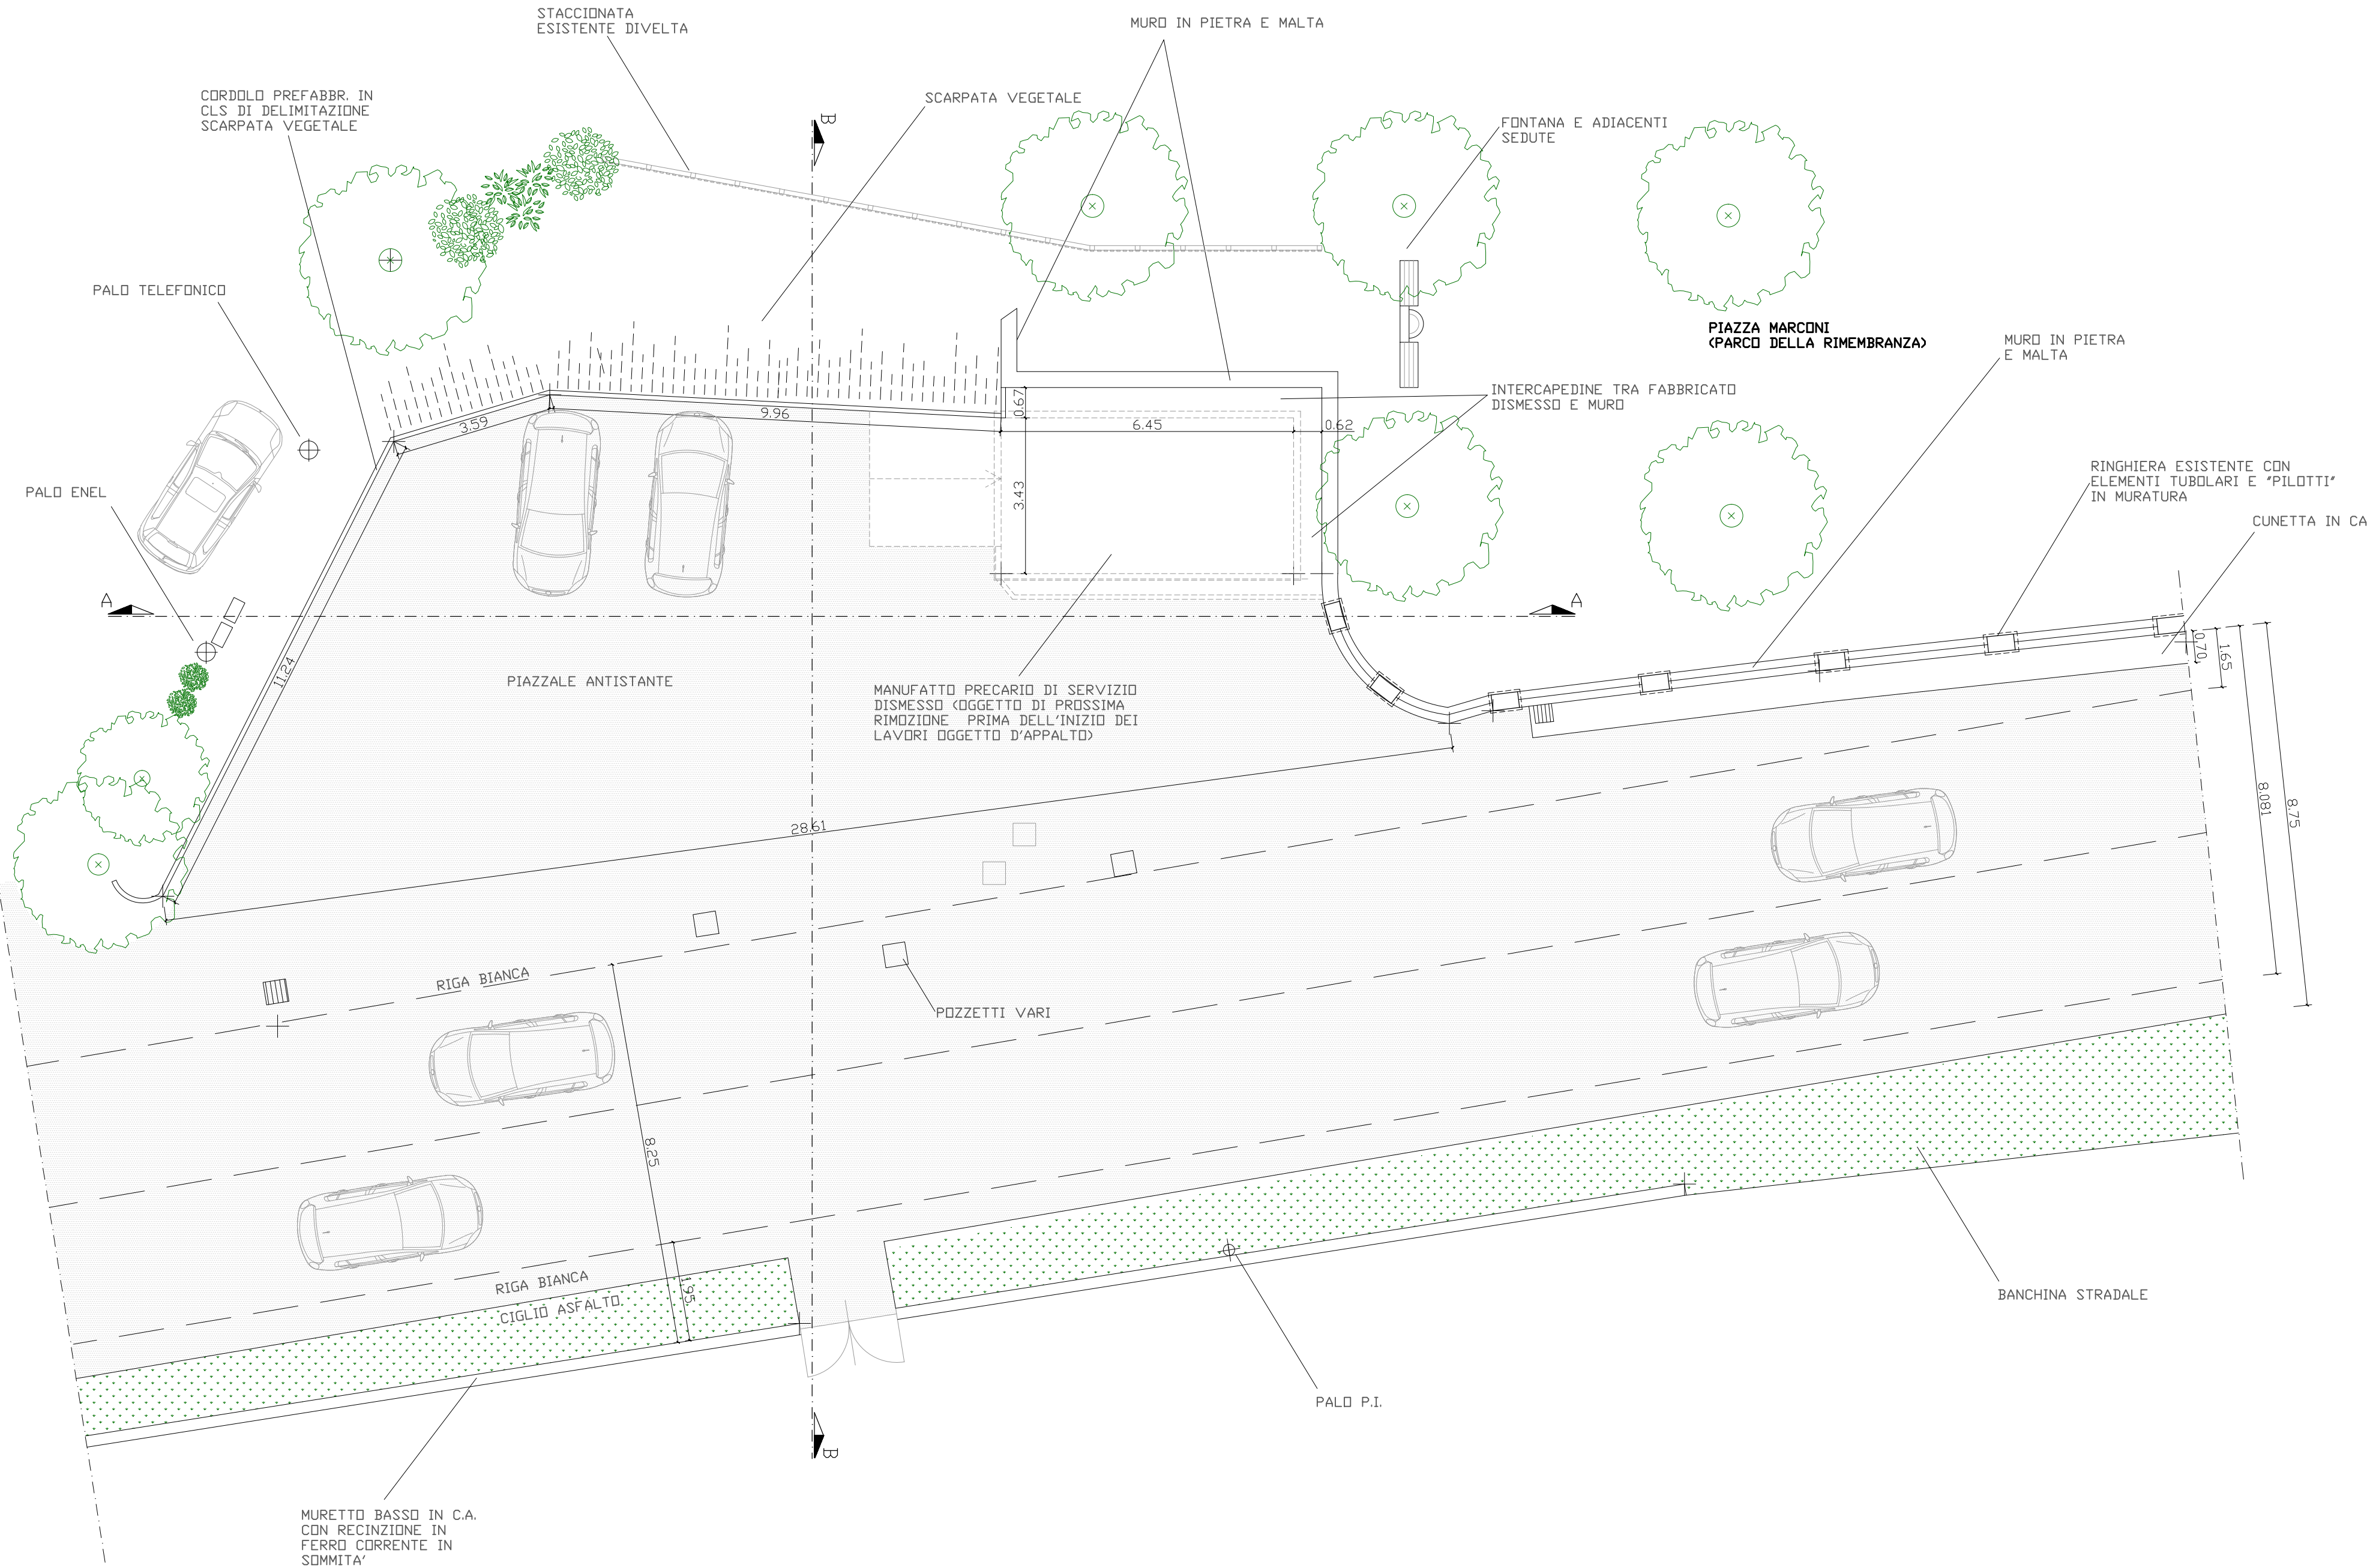 STACCIONATA
ESISTENTE DIVELTA
MURO IN PIETRA E MALTA
CORDOLO PREFABBR. IN
CLS DI DELIMITAZIONE
SCARPATA VEGETALE
SCARPATA VEGETALE
B
FONTANA E ADIACENTI
SEDUTE
PALO TELEFONICO
PIAZZA MARCONI
(PARCO DELLA RIMEMBRANZA)
MURO IN PIETRA
E MALTA
INTERCAPEDINE TRA FABBRICATO
DISMESSO E MURO
0.67
9.96
3.59
6.45
0.62
RINGHIERA ESISTENTE CON
ELEMENTI TUBOLARI E "PILOTTI"
IN MURATURA
PALO ENEL
3.43
CUNETTA IN CA
A
A
0.70
1.65
11.24
PIAZZALE ANTISTANTE
MANUFATTO PRECARIO DI SERVIZIO
DISMESSO (OGGETTO DI PROSSIMA
RIMOZIONE PRIMA DELL'INIZIO DEI
LAVORI OGGETTO D'APPALTO)
8.081
8.75
28.61
RIGA BIANCA
POZZETTI VARI
8.25
RIGA BIANCA
1.95
CIGLIO ASFALTO
BANCHINA STRADALE
PALO P.I.
B
MURETTO BASSO IN C.A.
CON RECINZIONE IN
FERRO CORRENTE IN
SOMMITA'